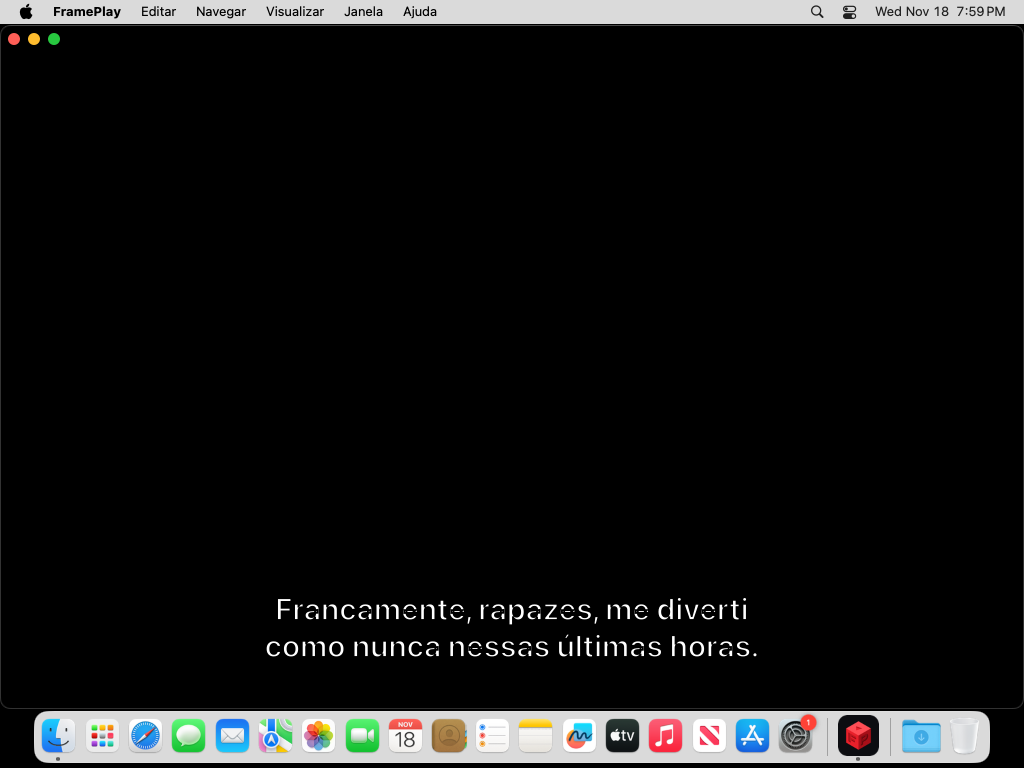 FramePlay Editar Navegar Visualizar Janela Ajuda Wed Nov 18 7:59 PM
Francamente, rapazes, me diverti
como nunca nessas últimas horas.
NOV
18
tv
1